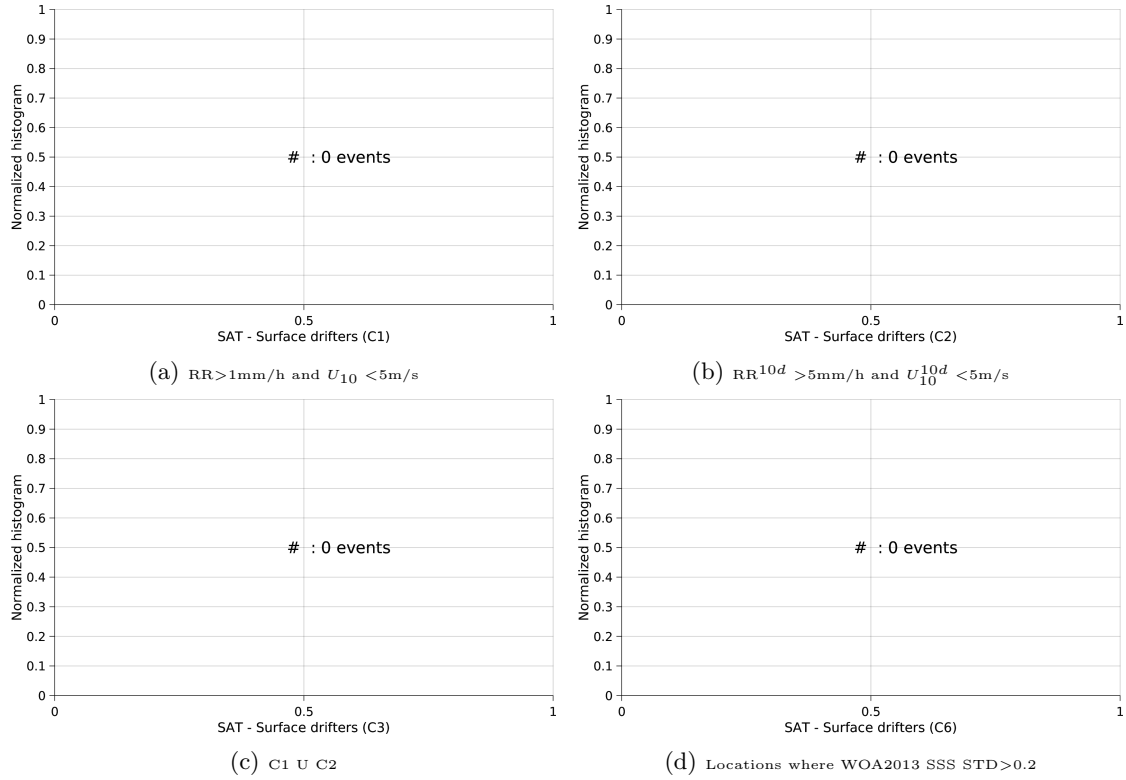 1
0.9
0.8
0.7
0.6
0.5
0.4
0.3
0.2
0.1
0
Normalized histogram
# : 0 events
0 0.5 1
SAT - Surface drifters (C1)
(a) RR>1mm/h and U10 <5m/s
1
0.9
0.8
0.7
0.6
0.5
0.4
0.3
0.2
0.1
0
Normalized histogram
# : 0 events
0 0.5 1
SAT - Surface drifters (C2)
(b) RR10d >5mm/h and U10d10 <5m/s
1
0.9
0.8
0.7
0.6
0.5
0.4
0.3
0.2
0.1
0
Normalized histogram
# : 0 events
0 0.5 1
SAT - Surface drifters (C3)
(c) C1 U C2
1
0.9
0.8
0.7
0.6
0.5
0.4
0.3
0.2
0.1
0
Normalized histogram
# : 0 events
0 0.5 1
SAT - Surface drifters (C6)
(d) Locations where WOA2013 SSS STD>0.2